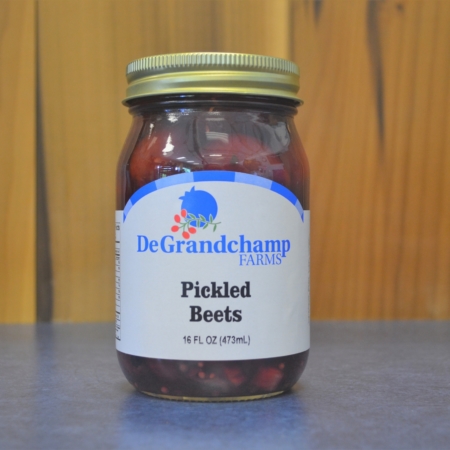 DeGrandchamp
FARMS
Pickled
Beets
16 FL OZ (473mL)